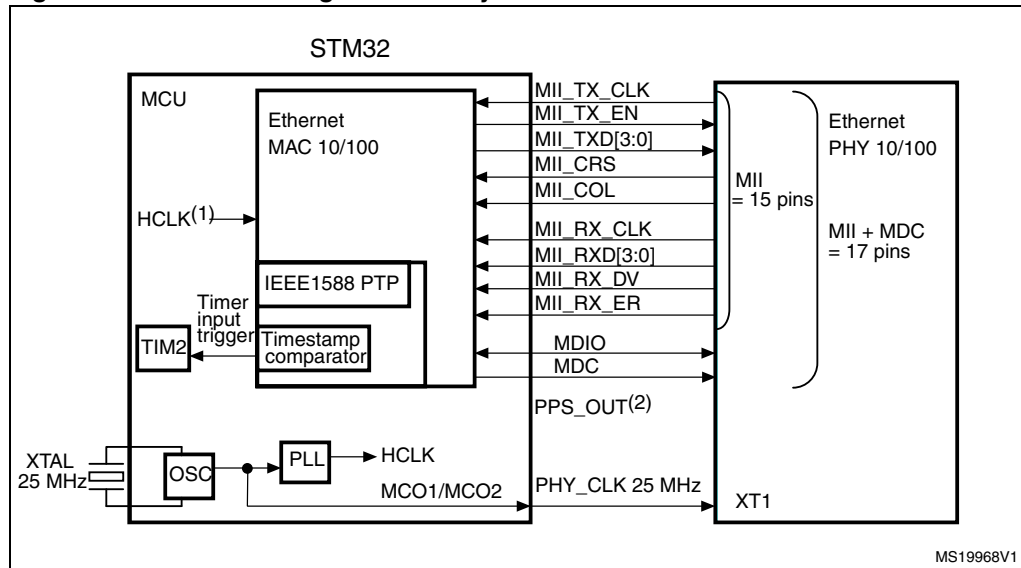 STM32
MCU
Ethernet
MAC 10/100
HCLK(1)
IEEE1588 PTP
Timer
input
trigger
Timestamp
comparator
TIM2
XTAL
25 MHz
OSC
PLL
HCLK
MCO1/MCO2
MII_TX_CLK
MII_TX_EN
MII_TXD[3:0]
MII_CRS
MII_COL
MII_RX_CLK
MII_RXD[3:0]
MII_RX_DV
MII_RX_ER
MDIO
MDC
PPS_OUT(2)
PHY_CLK 25 MHz
MII
= 15 pins
Ethernet
PHY 10/100
MII + MDC
= 17 pins
XT1
MS19968V1